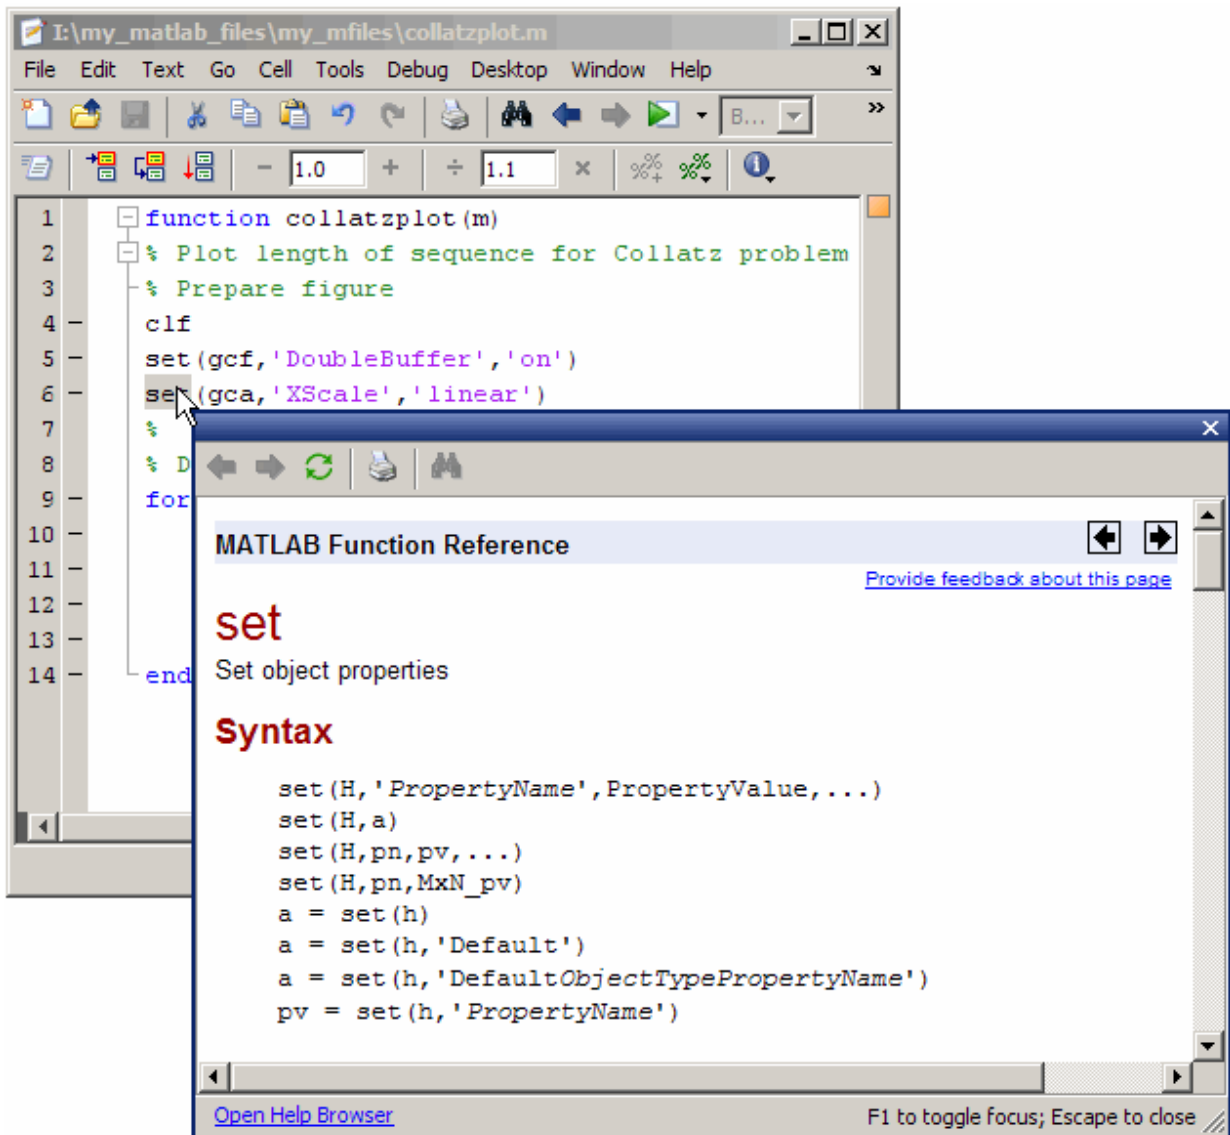 I:\my_matlab_files\my_mfiles\collatzplot.m
File Edit Text Go Cell Tools Debug Desktop Window Help
B...
1.0
1.1
1 function collatzplot(m)
2 % Plot length of sequence for Collatz problem
3 % Prepare figure
4 clf
5 set(gcf,'DoubleBuffer','on')
6 set(gca,'XScale','linear')
7 %
8 % D
9 for
10
11
12
13
14 end
MATLAB Function Reference
Provide feedback about this page
set
Set object properties
Syntax
set(H,'PropertyName',PropertyValue,...)
set(H,a)
set(H,pn,pv,...)
set(H,pn,MxN_pv)
a = set(h)
a = set(h,'Default')
a = set(h,'DefaultObjectTypePropertyName')
pv = set(h,'PropertyName')
Open Help Browser
F1 to toggle focus; Escape to close